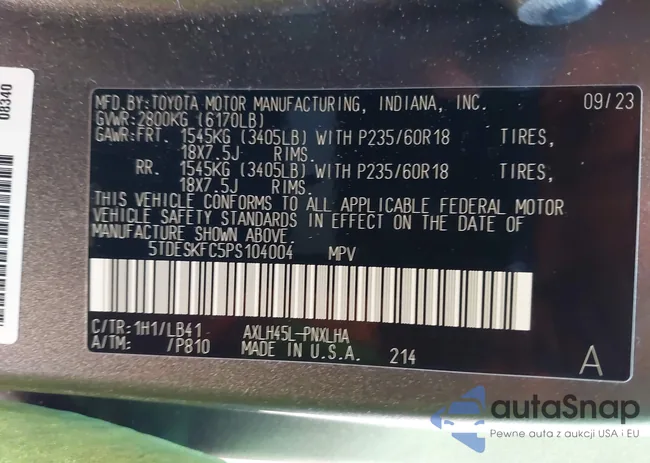 08340
MFD.BY:TOYOTA MOTOR MANUFACTURING, INDIANA, INC. 09/23
GVWR:2800KG (6170LB)
GAWR:FRT. 1545KG (3405LB) WITH P235/60R18 TIRES,
18X7.5J RIMS.
RR. 1545KG (3405LB) WITH P235/60R18 TIRES,
18X7.5J RIMS.
THIS VEHICLE CONFORMS TO ALL APPLICABLE FEDERAL MOTOR
VEHICLE SAFETY STANDARDS IN EFFECT ON THE DATE OF
MANUFACTURE SHOWN ABOVE.
5TDESKFC5PS104004 MPV
C/TR:1H1/LB41 AXLH45L-PNXLHA
A/TM: /P810 MADE IN U.S.A. 214 A
autaSnap
Pewne auta z aukcji USA i EU